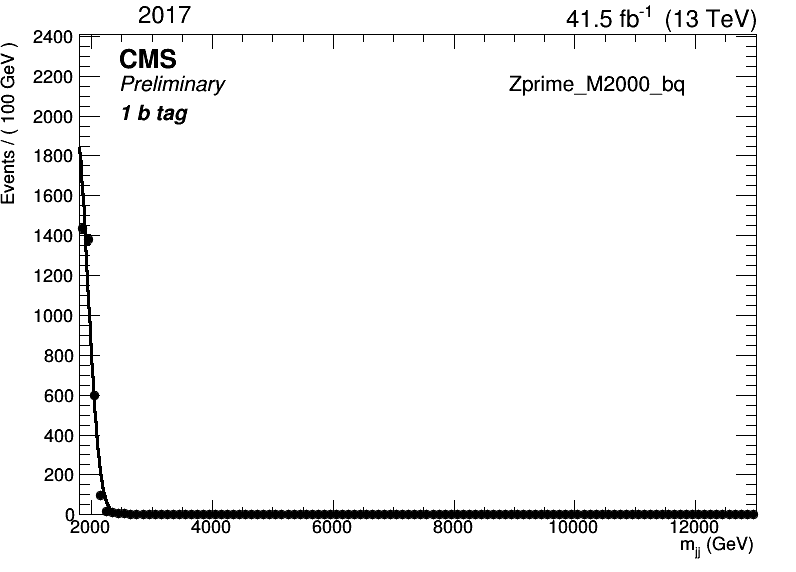 2017
41.5 fb-1 (13 TeV)
CMS
Preliminary
1 b tag
Zprime_M2000_bq
Events / ( 100 GeV )
2400
2200
2000
1800
1600
1400
1200
1000
800
600
400
200
0
2000 4000 6000 8000 10000 12000
mjj (GeV)